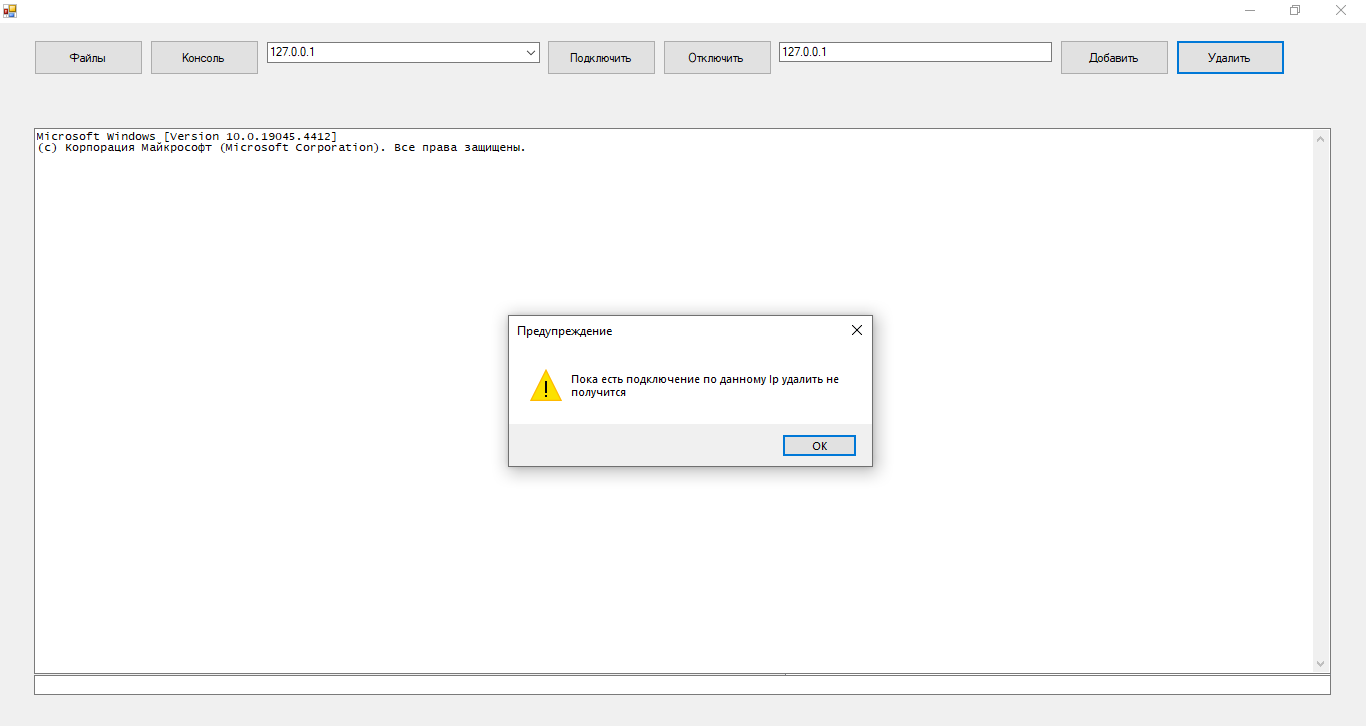 Файлы
Консоль
127.0.0.1
Подключить
Отключить
127.0.0.1
Добавить
Удалить
Microsoft Windows [Version 10.0.19045.4412]
(c) Корпорация Майкрософт (Microsoft Corporation). Все права защищены.
Предупреждение
Пока есть подключение по данному Ip удалить не
получится
ОК